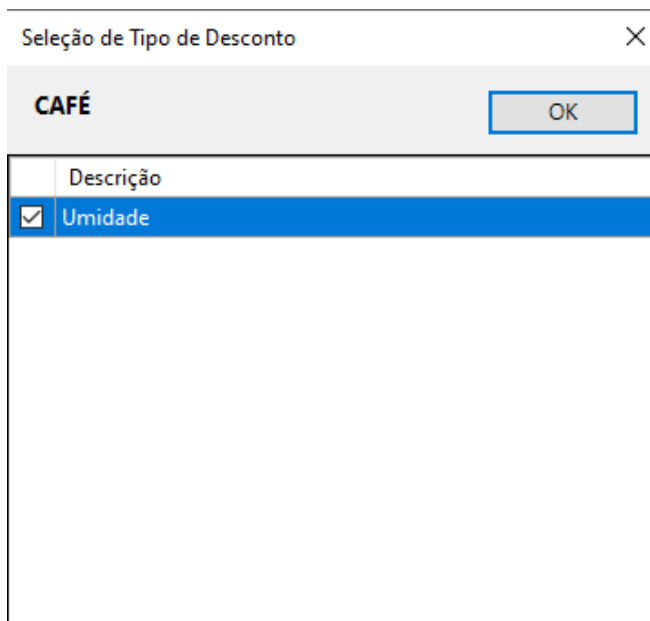 Seleção de Tipo de Desconto
CAFÉ
OK
Descrição
Umidade